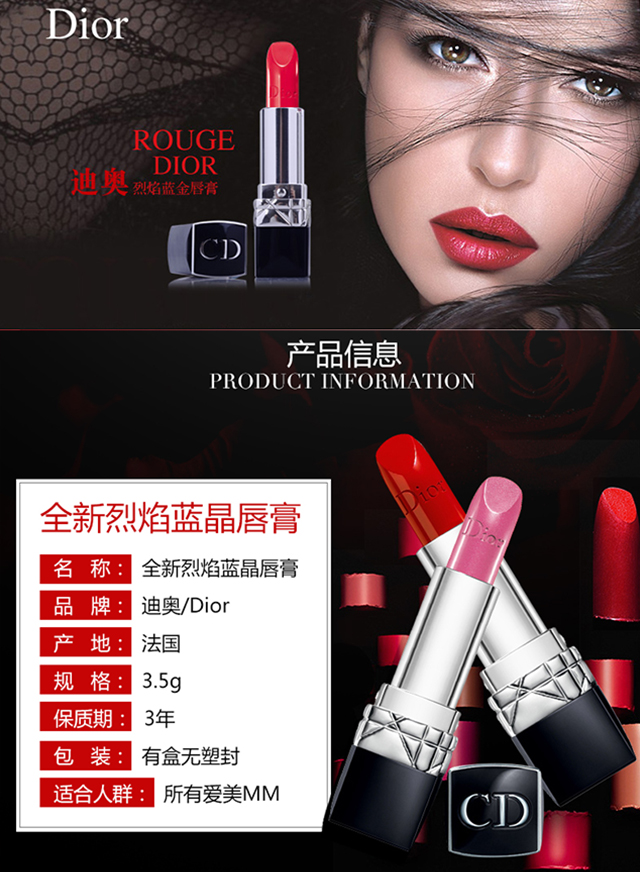 Dior
ROUGE
DIOR
迪奥 烈焰蓝金唇膏
CD
产品信息
PRODUCT INFORMATION
全新烈焰蓝晶唇膏
名 称： 全新烈焰蓝晶唇膏
品 牌： 迪奥/Dior
产 地： 法国
规 格： 3.5g
保质期： 3年
包 装： 有盒无塑封
适合人群： 所有爱美MM
Dior
Dior
CD